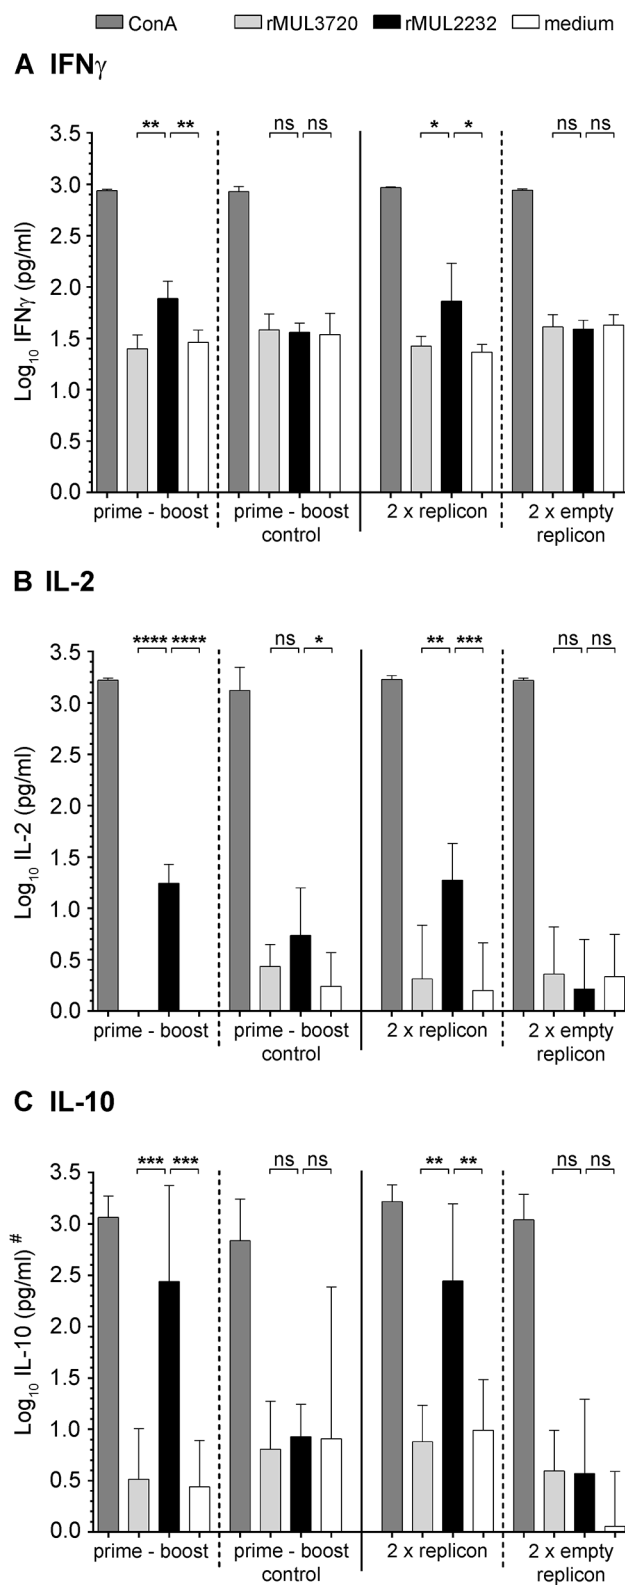 ConA rMUL3720 rMUL2232 medium
A IFNγ
** ** ns ns * * ns ns
3.5
3.0
2.5
2.0
1.5
1.0
0.5
0.0
Log₁₀ IFNγ (pg/ml)
prime - boost prime - boost control 2 x replicon 2 x empty replicon
B IL-2
**** **** ns * ** *** ns ns
3.5
3.0
2.5
2.0
1.5
1.0
0.5
0.0
Log₁₀ IL-2 (pg/ml)
prime - boost prime - boost control 2 x replicon 2 x empty replicon
C IL-10
*** *** ns ns ** ** ns ns
3.5
3.0
2.5
2.0
1.5
1.0
0.5
0.0
Log₁₀ IL-10 (pg/ml) #
prime - boost prime - boost control 2 x replicon 2 x empty replicon